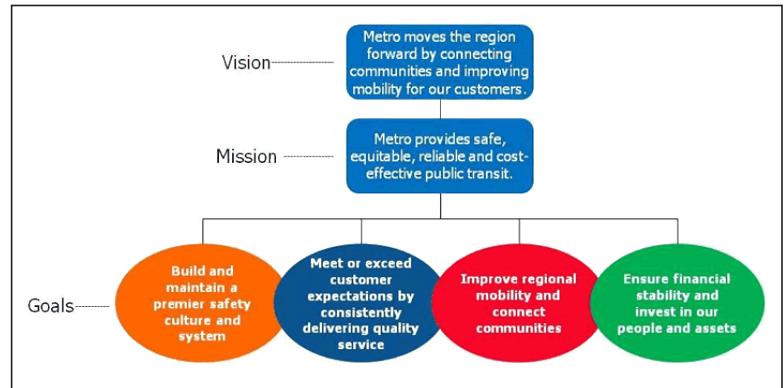 Vision
Metro moves the region
forward by connecting
communities and improving
mobility for our customers.
Mission
Metro provides safe,
equitable, reliable and cost-
effective public transit.
Goals
Build and
maintain a
premier safety
culture and
system
Meet or exceed
customer
expectations by
consistently
delivering quality
service
Improve regional
mobility and
connect
communities
Ensure financial
stability and
invest in our
people and assets